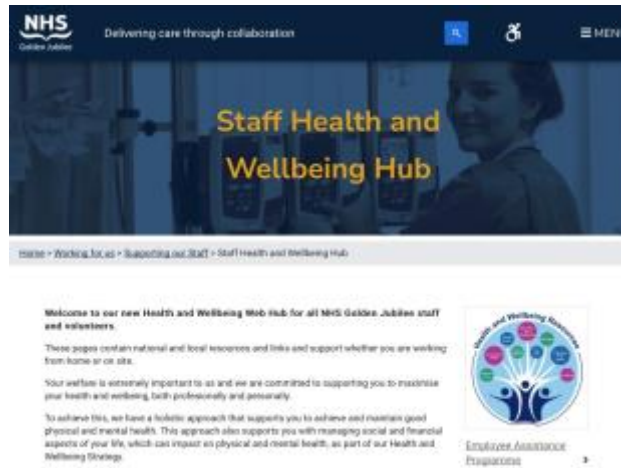 NHS
Golden Jubilee
Delivering care through collaboration
MENU
Staff Health and
Wellbeing Hub
Home > Working for us > Supporting our Staff > Staff Health and Wellbeing Hub
Welcome to our new Health and Wellbeing Web Hub for all NHS Golden Jubilee staff
and volunteers.
These pages contain national and local resources and links and support whether you are working
from home or on site.
Your welfare is extremely important to us and we are committed to supporting you to maximise
your health and wellbeing, both professionally and personally.
To achieve this, we have a holistic approach that supports you to achieve and maintain good
physical and mental health. This approach also supports you with managing social and financial
aspects of your life, which can impact on physical and mental health, as part of our Health and
Wellbeing Strategy.
Health and Wellbeing Resources
Employee Assistance
Programme >